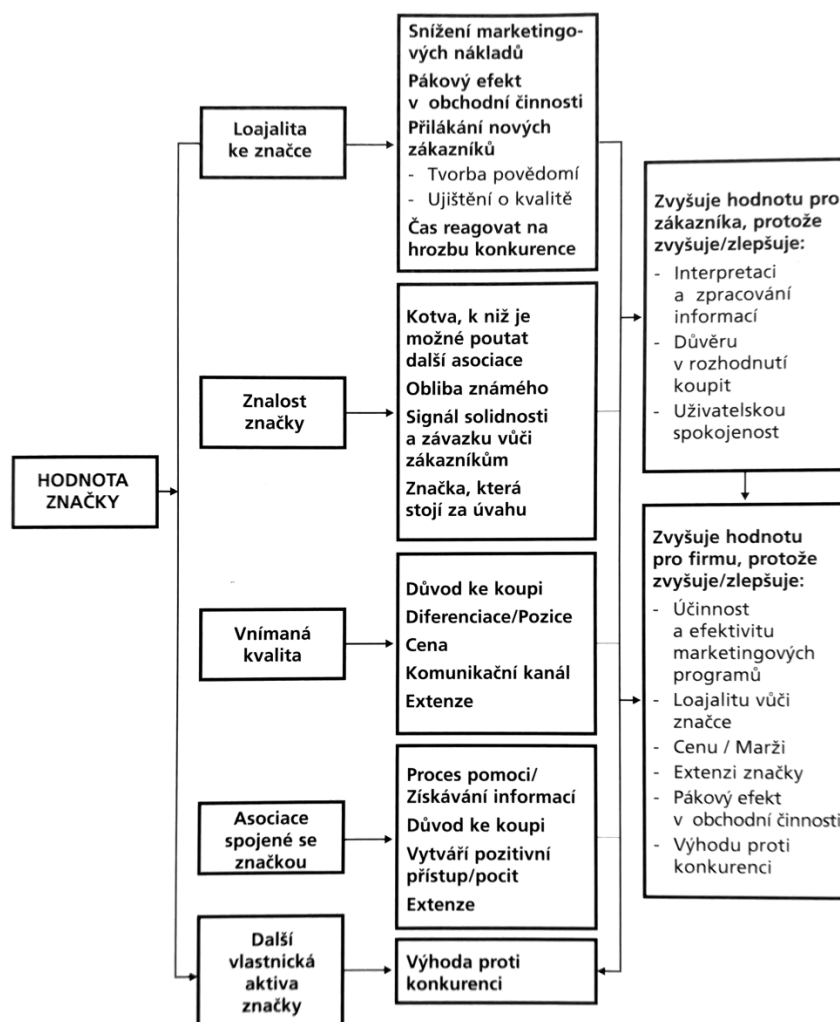 HODNOTA
ZNAČKY
Loajalita
ke značce
Snížení marketingo-
vých nákladů
Pákový efekt
v obchodní činnosti
Přilákání nových
zákazníků
- Tvorba povědomí
- Ujištění o kvalitě
Čas reagovat na
hrozbu konkurence
Znalost
značky
Kotva, k niž je
možné poutat
další asociace
Obliba známého
Signál solidnosti
a závazku vůči
zákazníkům
Značka, která
stojí za úvahu
Vnímaná
kvalita
Důvod ke koupi
Diferenciace/Pozice
Cena
Komunikační kanál
Extenze
Asociace
spojené se
značkou
Proces pomoci/
Získávání informací
Důvod ke koupi
Vytváří pozitivní
přístup/pocit
Extenze
Další
vlastnická
aktiva
značky
Výhoda proti
konkurenci
Zvyšuje hodnotu pro
zákazníka, protože
zvyšuje/zlepšuje:
- Interpretaci
a zpracování
informací
- Důvěru
v rozhodnutí
koupit
- Uživatelskou
spokojenost
Zvyšuje hodnotu
pro firmu, protože
zvyšuje/zlepšuje:
- Účinnost
a efektivitu
marketingových
programů
- Loajalitu vůči
značce
- Cenu / Marži
- Extenzi značky
- Pákový efekt
v obchodní činnosti
- Výhodu proti
konkurenci